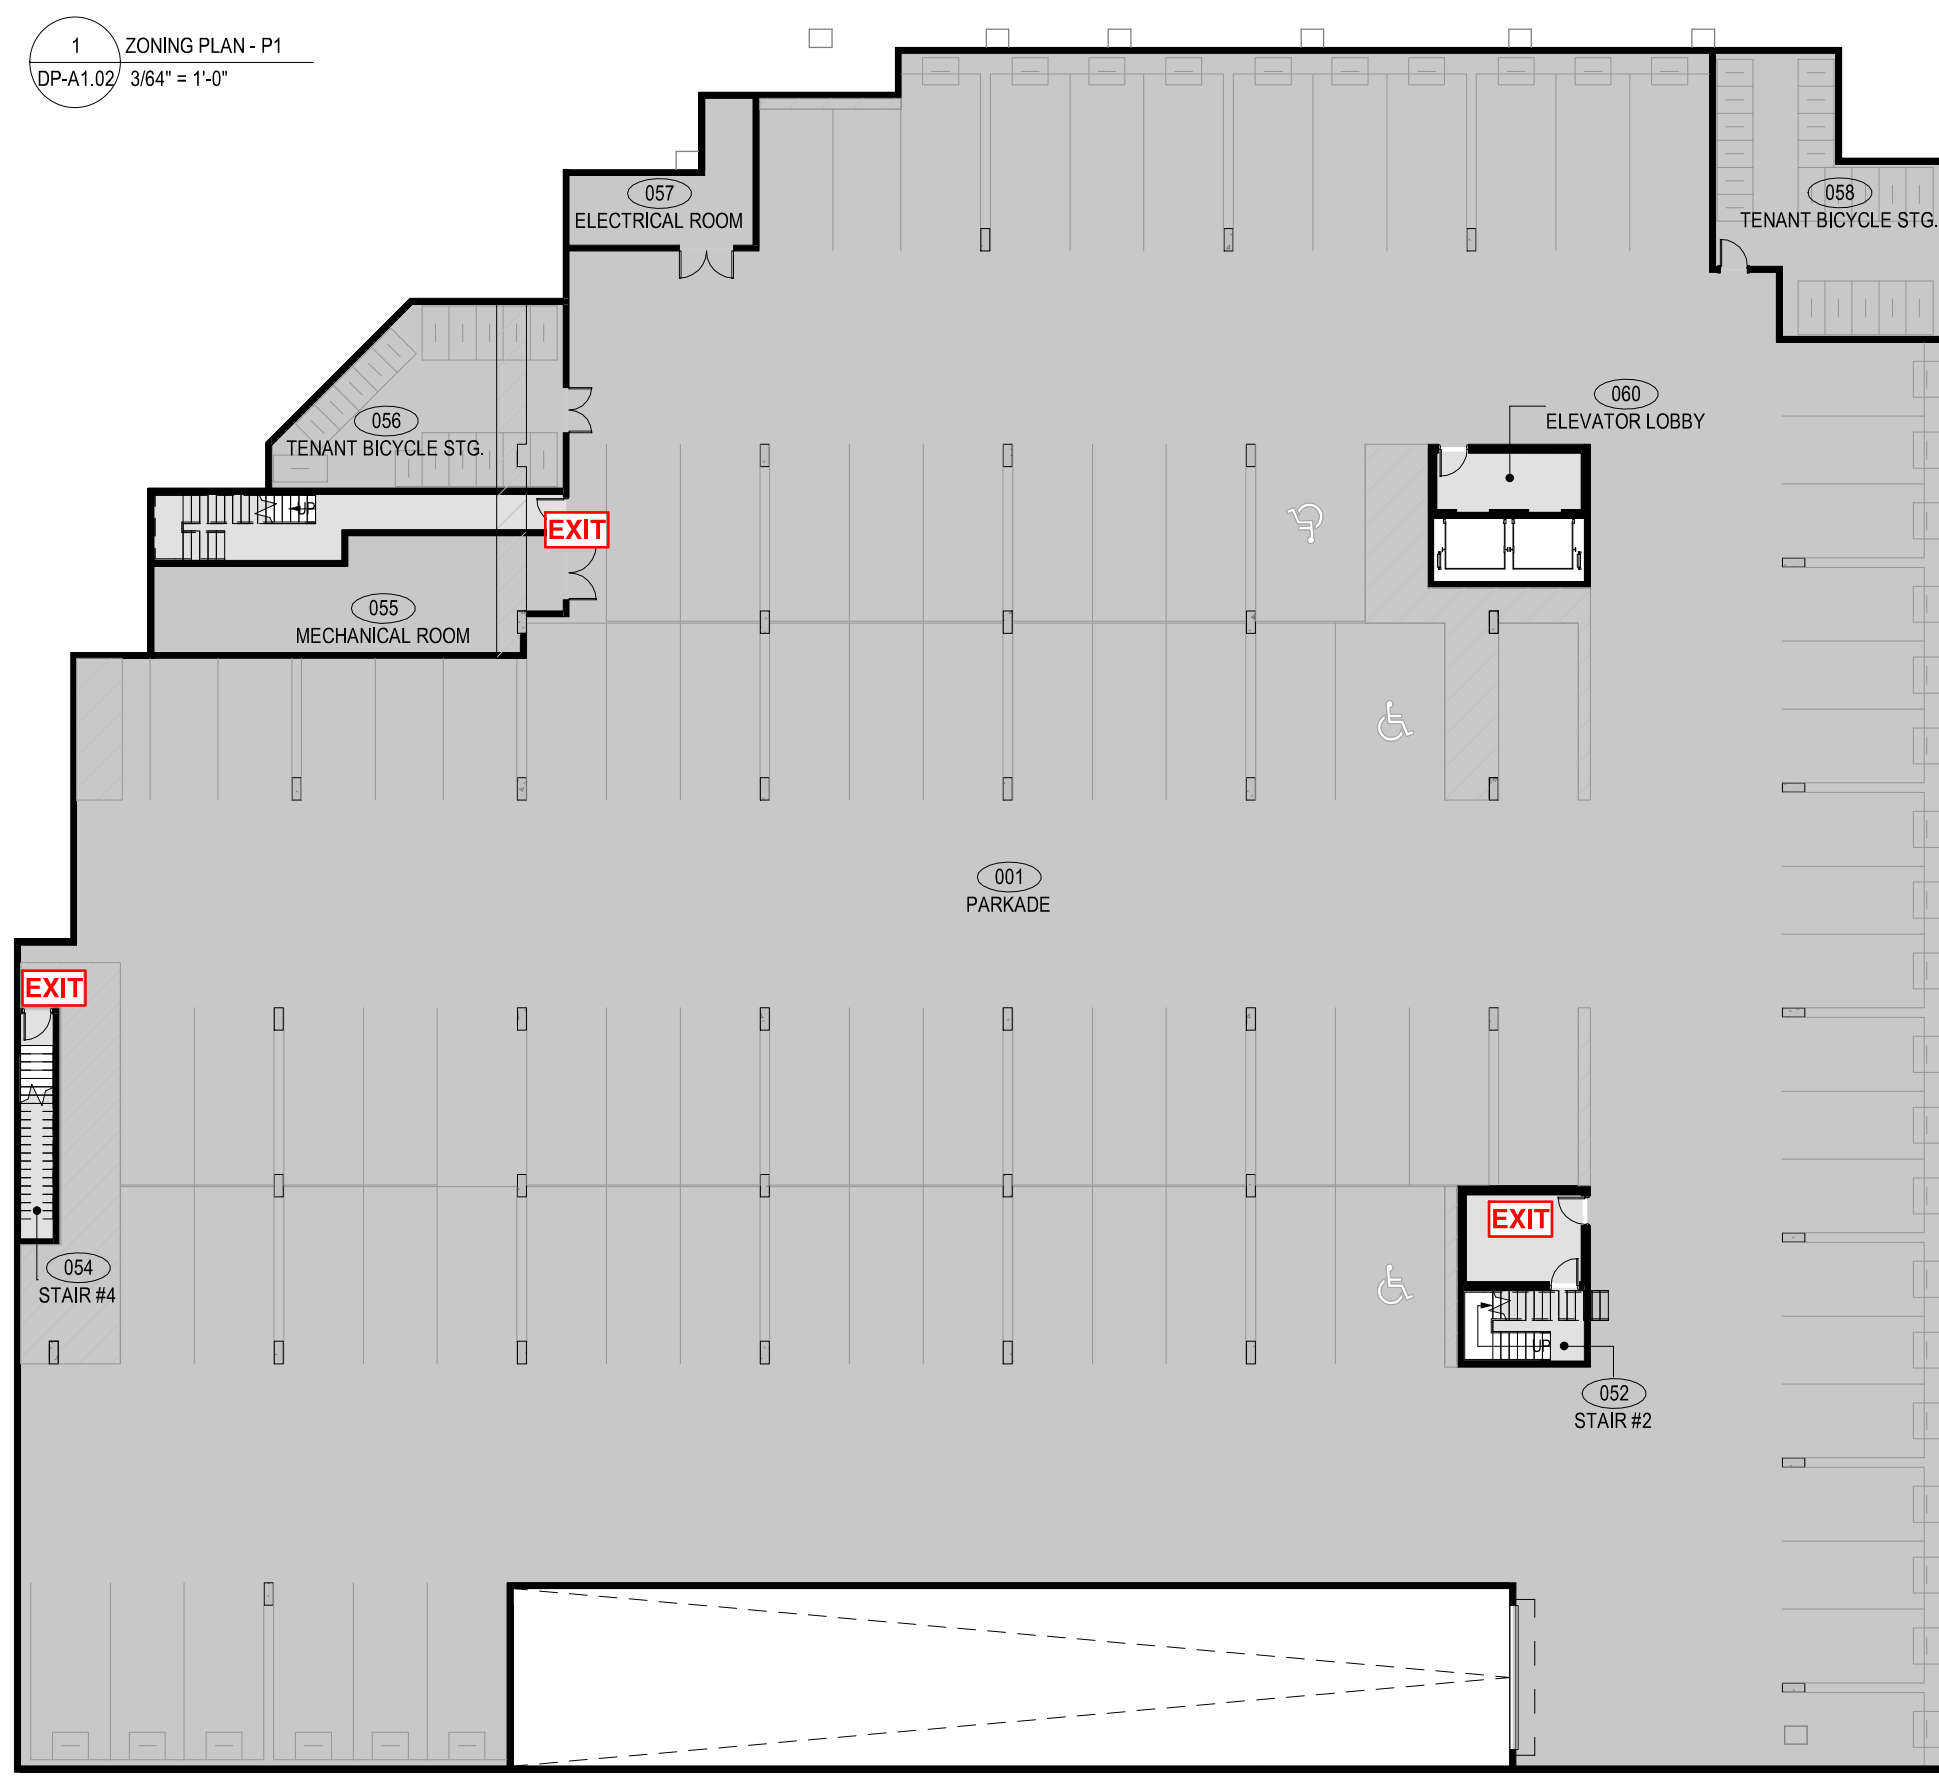 1
ZONING PLAN - P1
DP-A1.02
3/64" = 1'-0"
057
ELECTRICAL ROOM
058
TENANT BICYCLE STG.
060
ELEVATOR LOBBY
056
TENANT BICYCLE STG.
UP
EXIT
055
MECHANICAL ROOM
001
PARKADE
EXIT
EXIT
054
STAIR #4
UP
052
STAIR #2